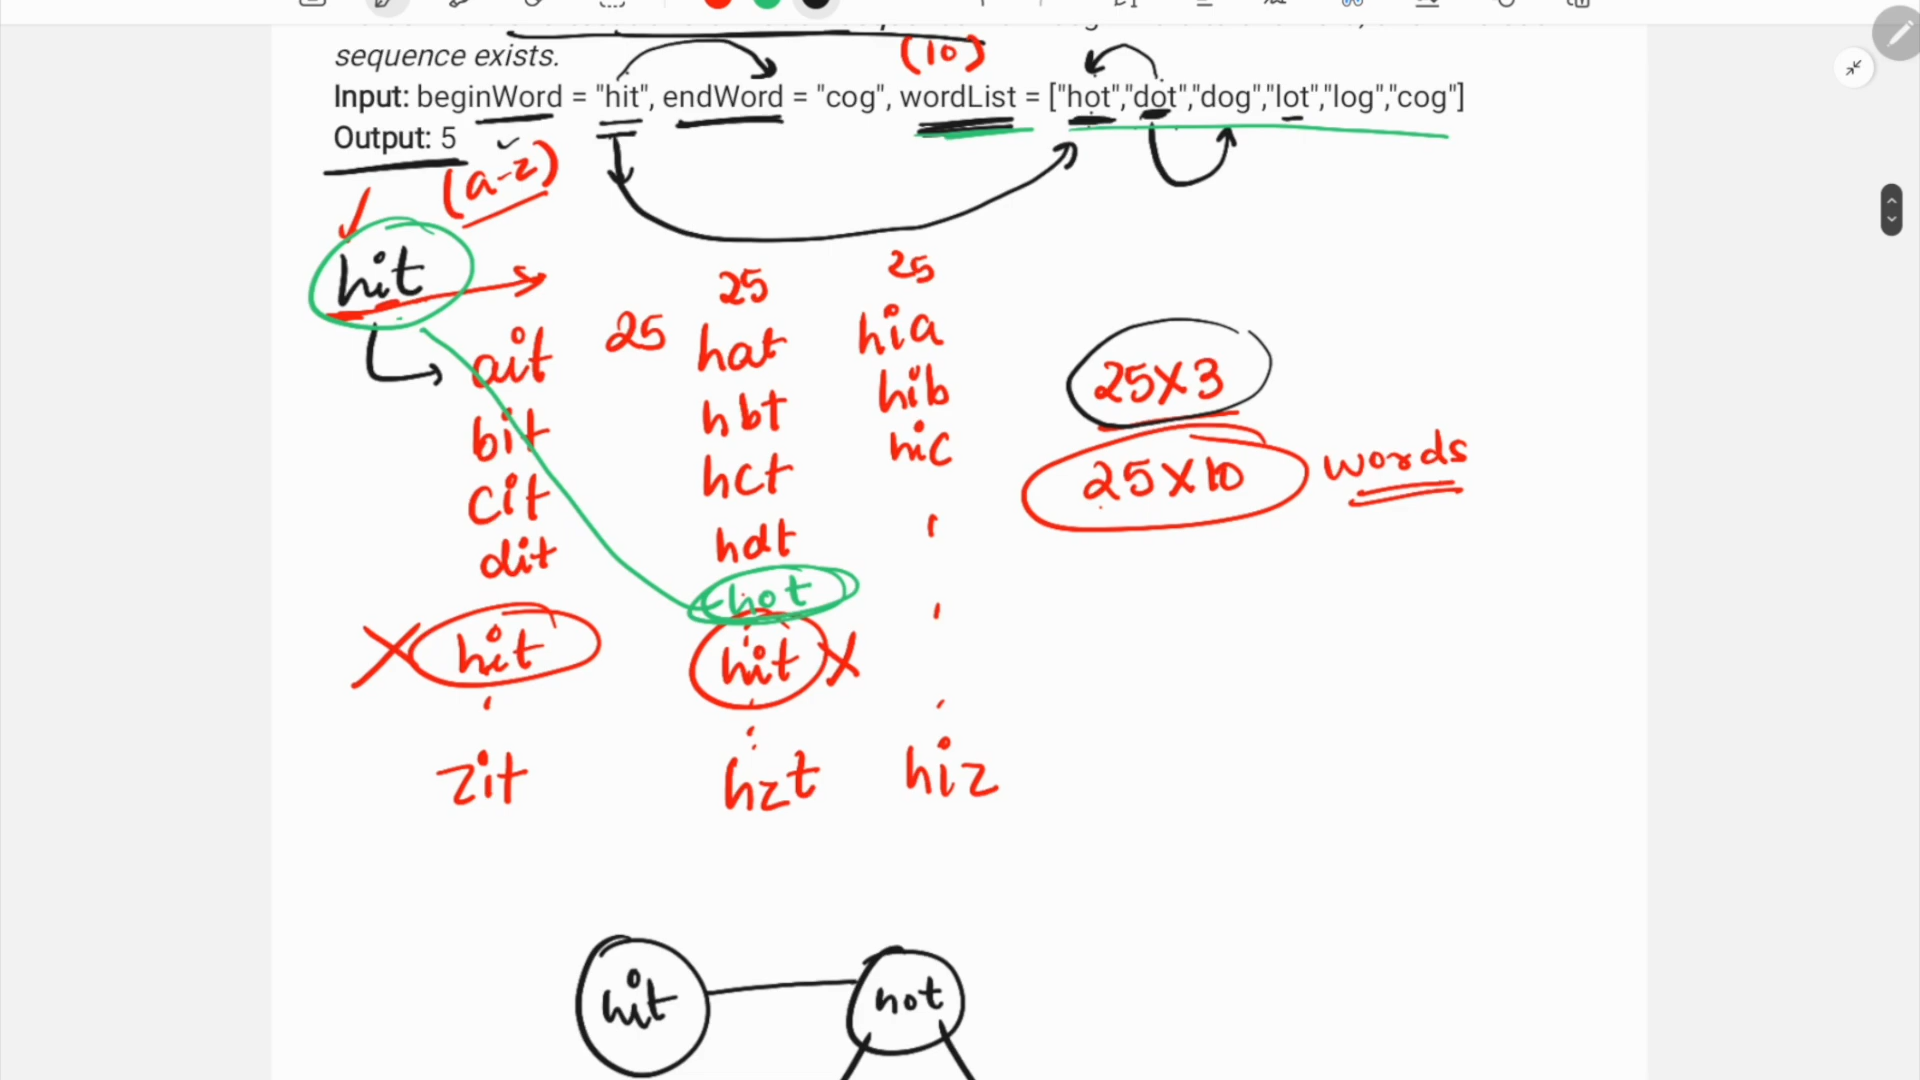 sequence exists.
(10)
Input: beginWord = "hit", endWord = "cog", wordList = ["hot","dot","dog","lot","log","cog"]
Output: 5
(a-z)
hit
25 25 25
ait hat hia
bit hbt hib
cit hct hic
dit hdt
hot
hit hit
zit hzt hiz
25X3
25X10 words
hit hot